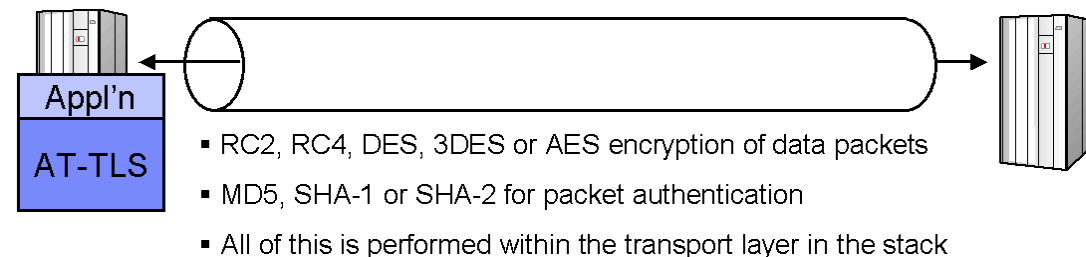 Appl'n
AT-TLS
▪ RC2, RC4, DES, 3DES or AES encryption of data packets
▪ MD5, SHA-1 or SHA-2 for packet authentication
▪ All of this is performed within the transport layer in the stack